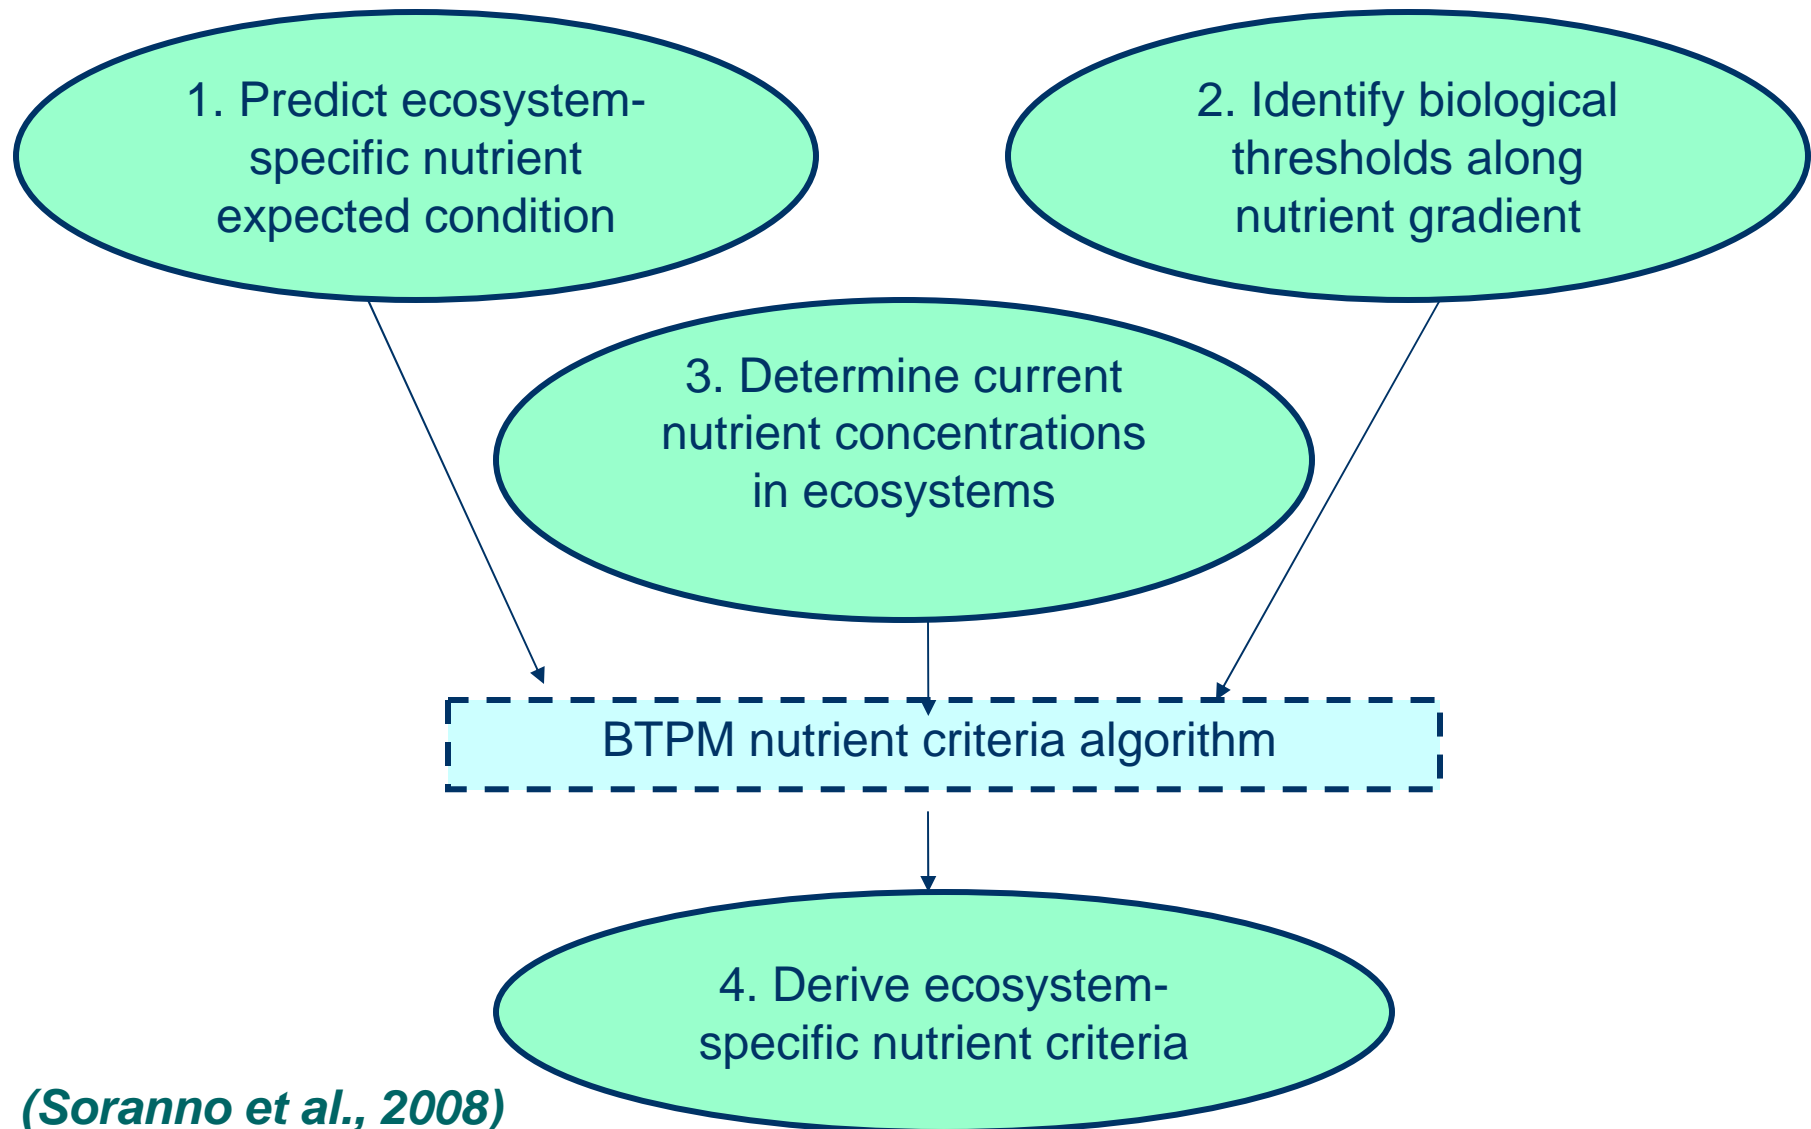 1. Predict ecosystem-
specific nutrient
expected condition
2. Identify biological
thresholds along
nutrient gradient
3. Determine current
nutrient concentrations
in ecosystems
BTPM nutrient criteria algorithm
4. Derive ecosystem-
specific nutrient criteria
(Soranno et al., 2008)